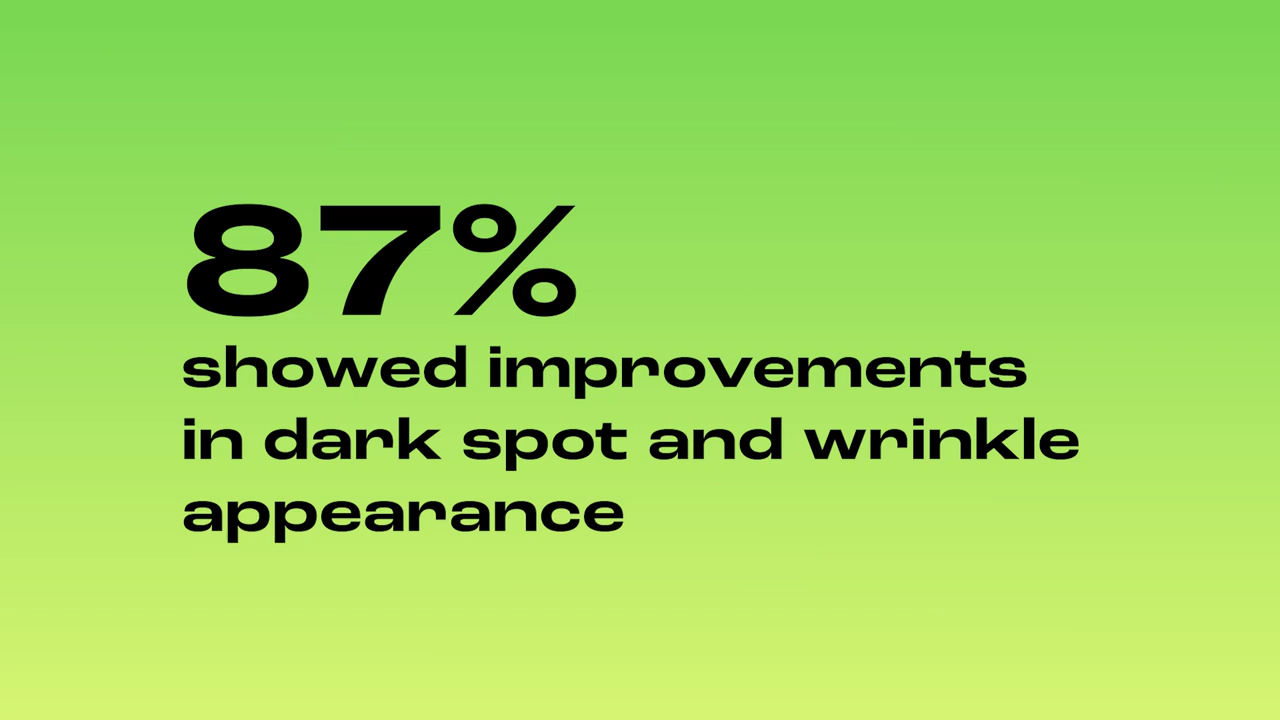 87%
showed improvements
in dark spot and wrinkle
appearance